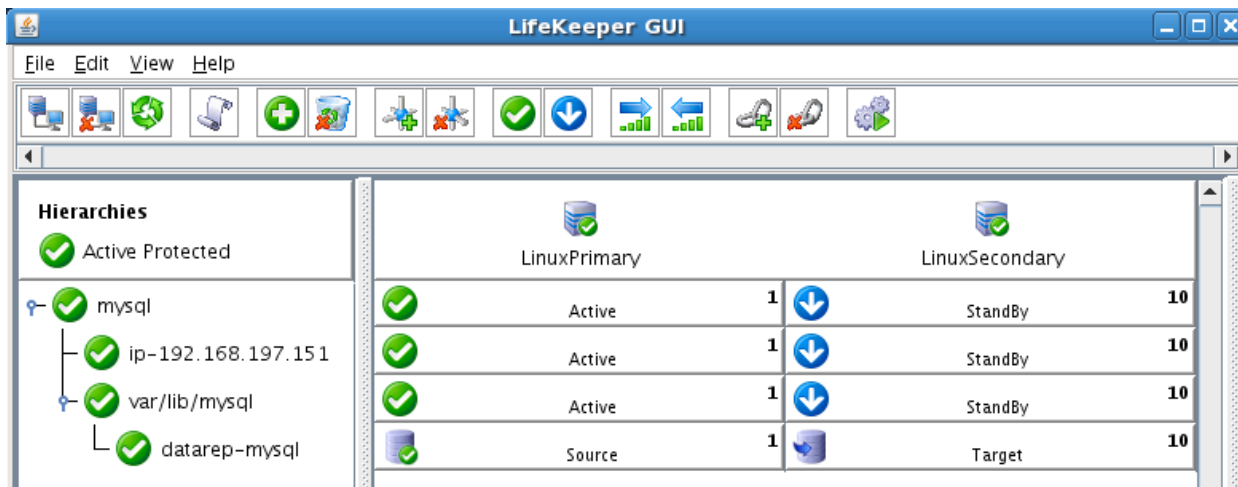 LifeKeeper GUI
File Edit View Help
Hierarchies
Active Protected
LinuxPrimary LinuxSecondary
mysql Active 1 StandBy 10
ip-192.168.197.151 Active 1 StandBy 10
var/lib/mysql Active 1 StandBy 10
datarep-mysql Source 1 Target 10